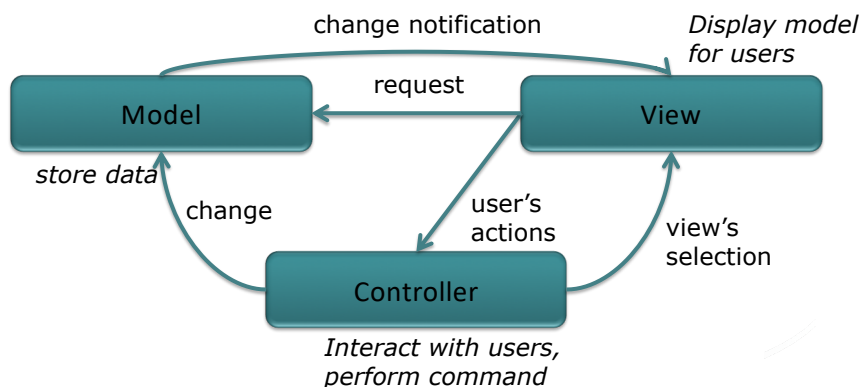 change notification
Display model
for users
request
Model
View
store data
change
user’s
actions
view’s
selection
Controller
Interact with users,
perform command